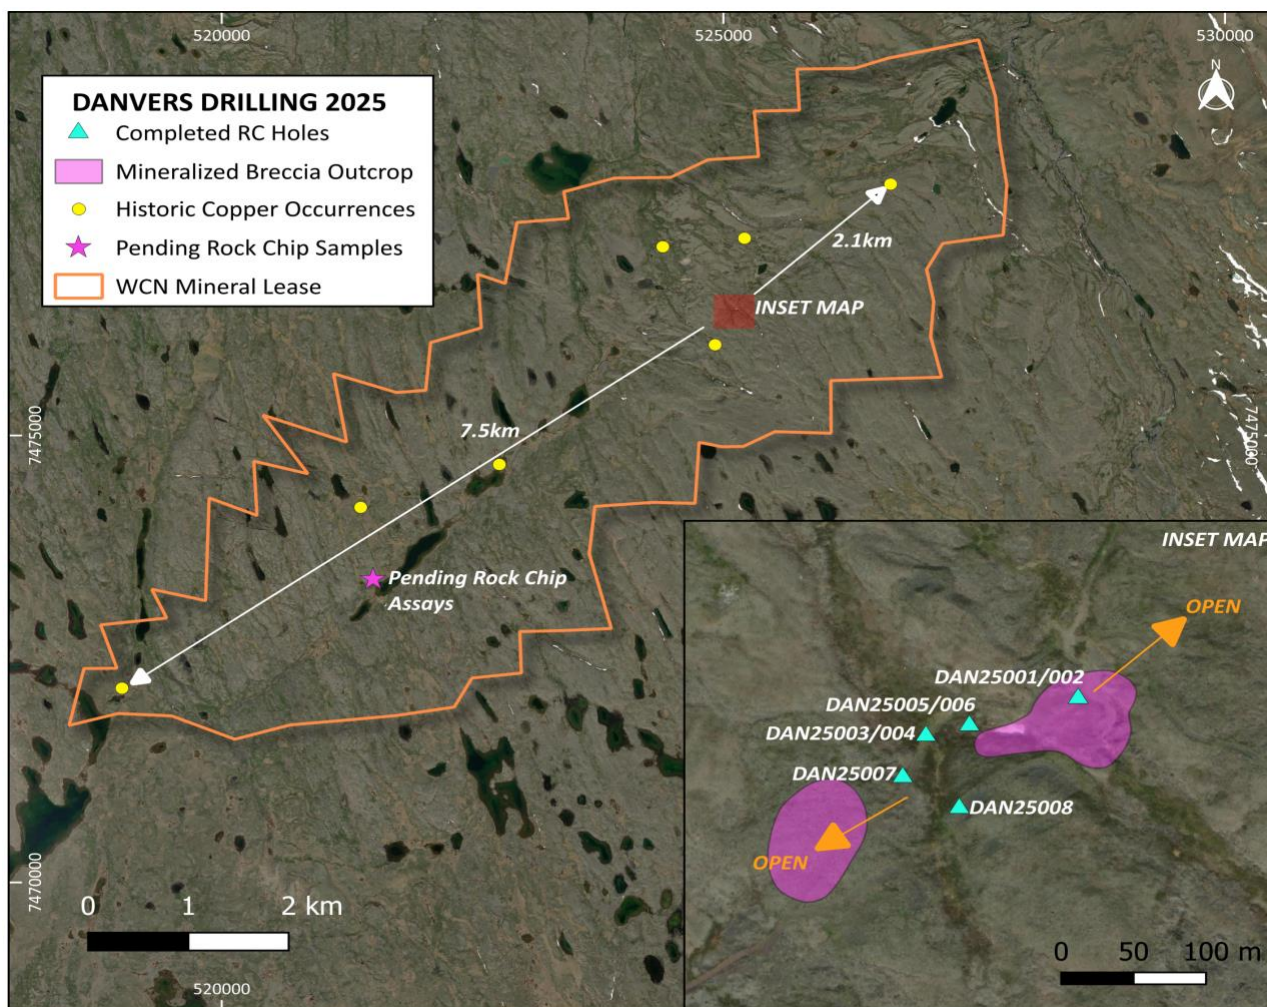 520000
525000
530000
N
DANVERS DRILLING 2025
Completed RC Holes
Mineralized Breccia Outcrop
Historic Copper Occurrences
Pending Rock Chip Samples
WCN Mineral Lease
2.1km
INSET MAP
7.5km
7475000
7475000
Pending Rock Chip
Assays
INSET MAP
OPEN
DAN25001/002
DAN25005/006
DAN25003/004
DAN25007
DAN25008
OPEN
7470000
0 1 2 km
0 50 100 m
520000